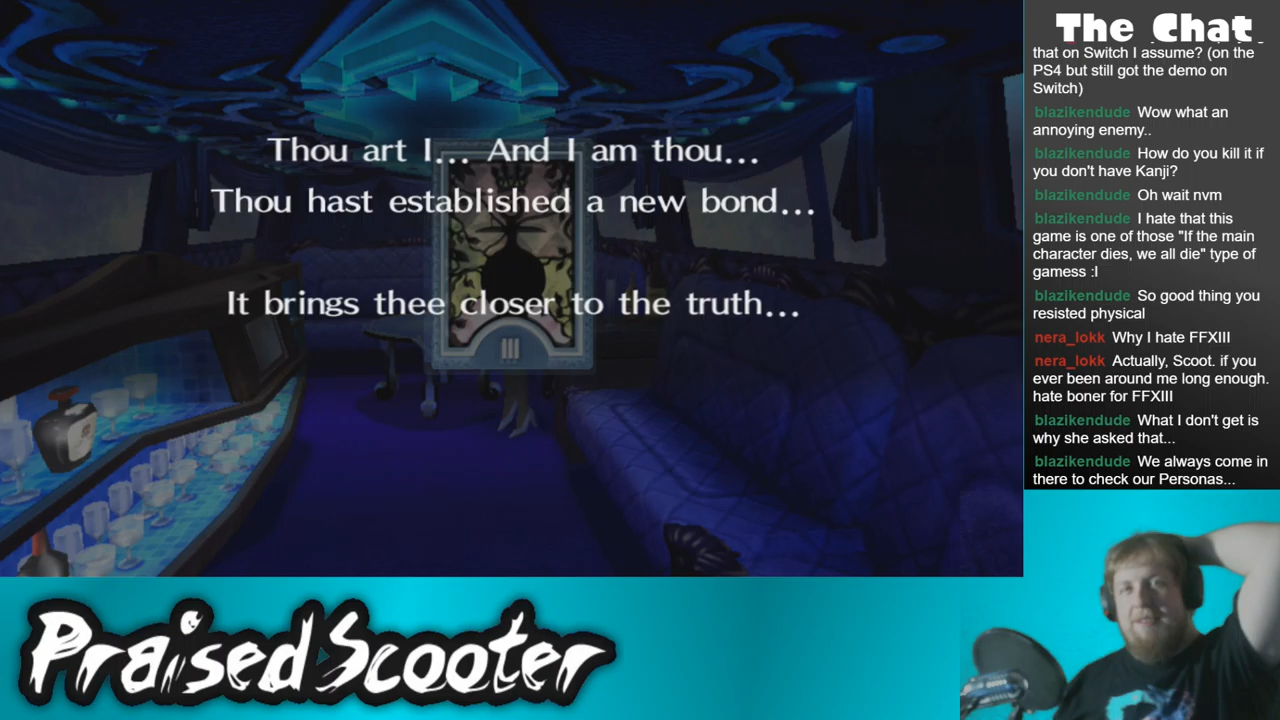 Thou art I... And I am thou...
Thou hast established a new bond...
It brings thee closer to the truth...
III
The Chat
that on Switch I assume? (on the
PS4 but still got the demo on
Switch)
blazikendude Wow what an
annoying enemy..
blazikendude How do you kill it if
you don't have Kanji?
blazikendude Oh wait nvm
blazikendude I hate that this
game is one of those "If the main
character dies, we all die" type of
gamess :I
blazikendude So good thing you
resisted physical
nera_lokk Why I hate FFXIII
nera_lokk Actually, Scoot. if you
ever been around me long enough.
hate boner for FFXIII
blazikendude What I don't get is
why she asked that...
blazikendude We always come in
there to check our Personas...
PraisedScooter